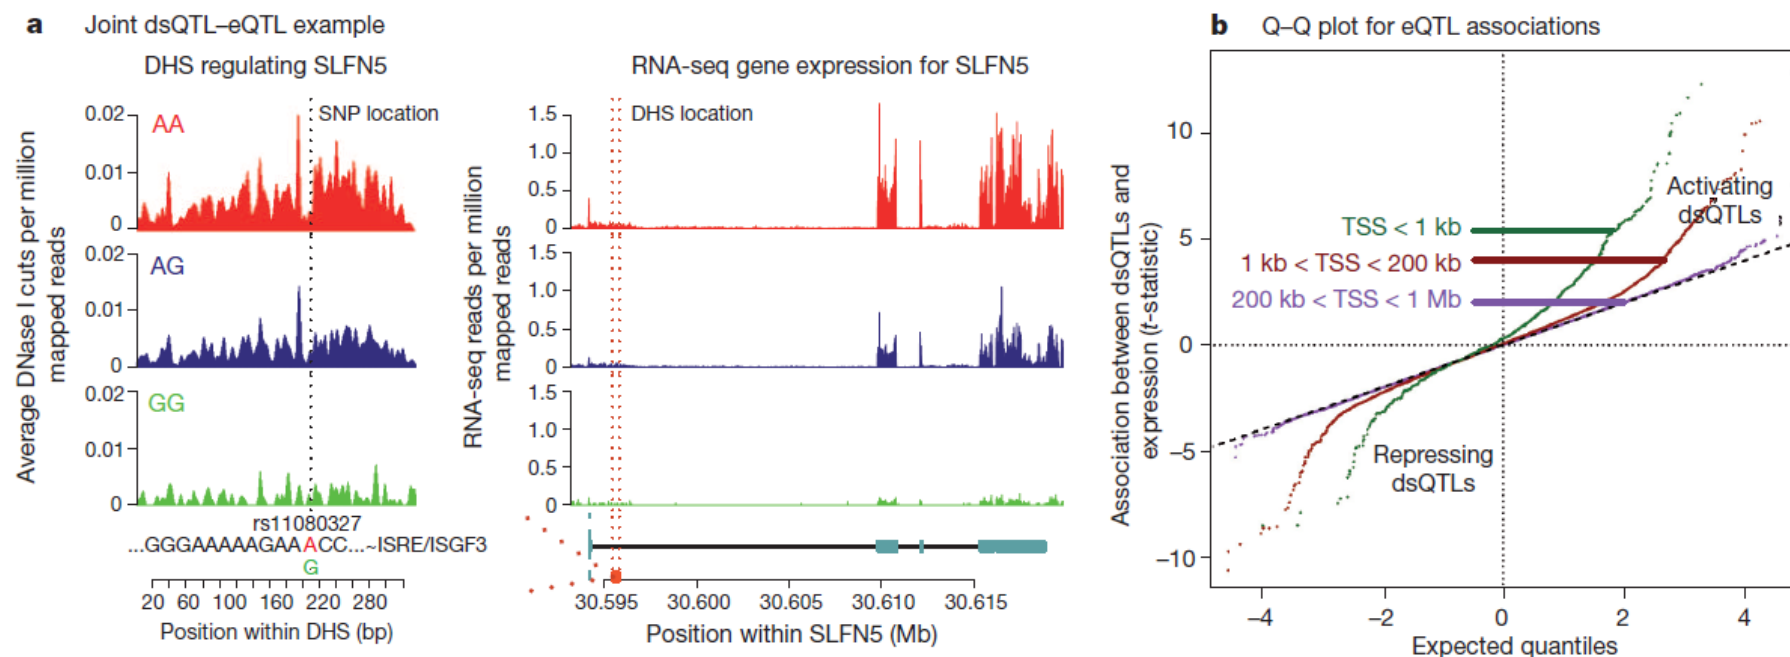 a Joint dsQTL–eQTL example
DHS regulating SLFN5
Average DNase I cuts per million
mapped reads
0.02
0.01
0
AA
SNP location
0.02
0.01
0
AG
0.02
0.01
0
GG
rs11080327
...GGGAAAAAGAA ACC...~ISRE/ISGF3
G
20 60 100 160 220 280
Position within DHS (bp)
RNA-seq gene expression for SLFN5
RNA-seq reads per million
mapped reads
1.5
1.0
0.5
0
DHS location
1.5
1.0
0.5
0
1.5
1.0
0.5
0
30.595 30.600 30.605 30.610 30.615
Position within SLFN5 (Mb)
b Q–Q plot for eQTL associations
Association between dsQTLs and
expression (t-statistic)
10
5
0
−5
−10
Activating
dsQTLs
TSS < 1 kb
1 kb < TSS < 200 kb
200 kb < TSS < 1 Mb
Repressing
dsQTLs
−4 −2 0 2 4
Expected quantiles